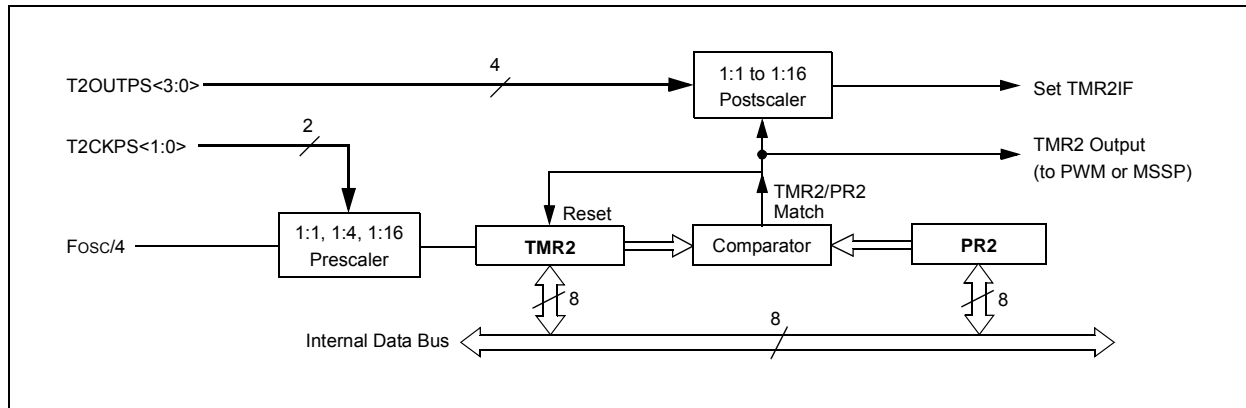 T2OUTPS<3:0>
4
1:1 to 1:16
Postscaler
Set TMR2IF
T2CKPS<1:0>
2
TMR2 Output
(to PWM or MSSP)
TMR2/PR2
Match
Reset
FOSC/4
1:1, 1:4, 1:16
Prescaler
TMR2
Comparator
PR2
8
8
Internal Data Bus
8